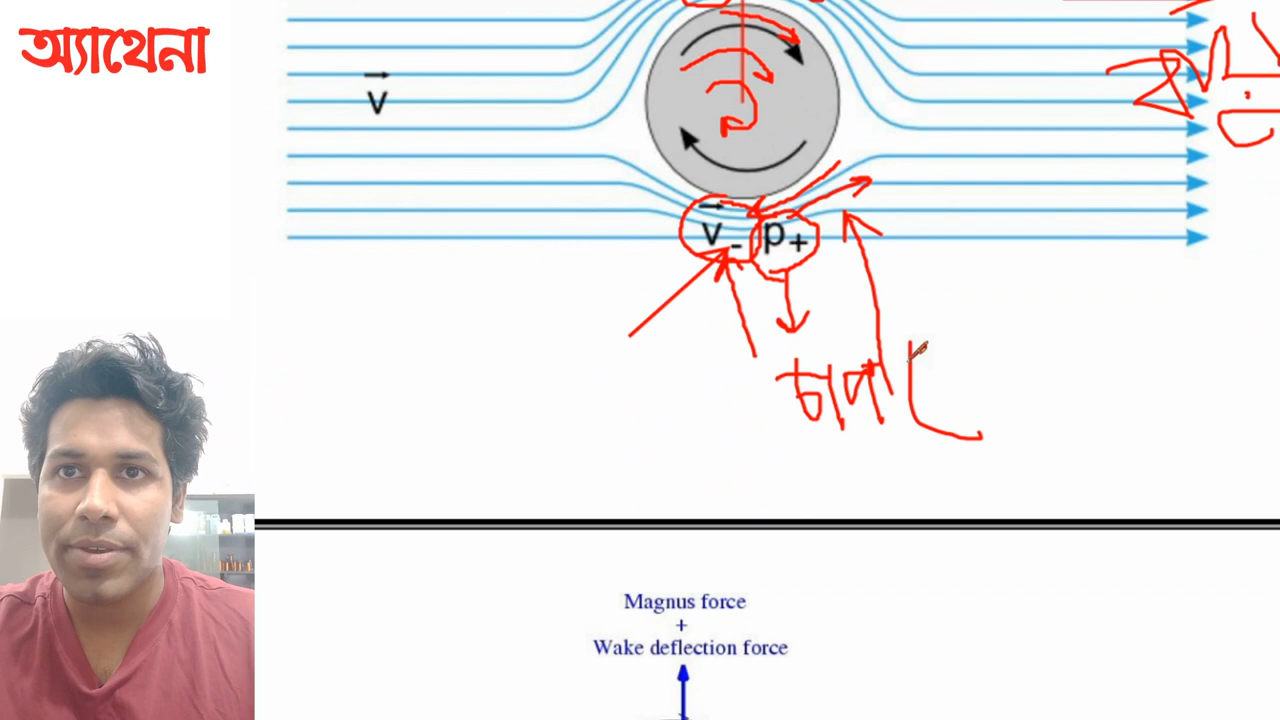 অ্যাথেনা
v
v - p +
চাপ
Magnus force
+
Wake deflection force